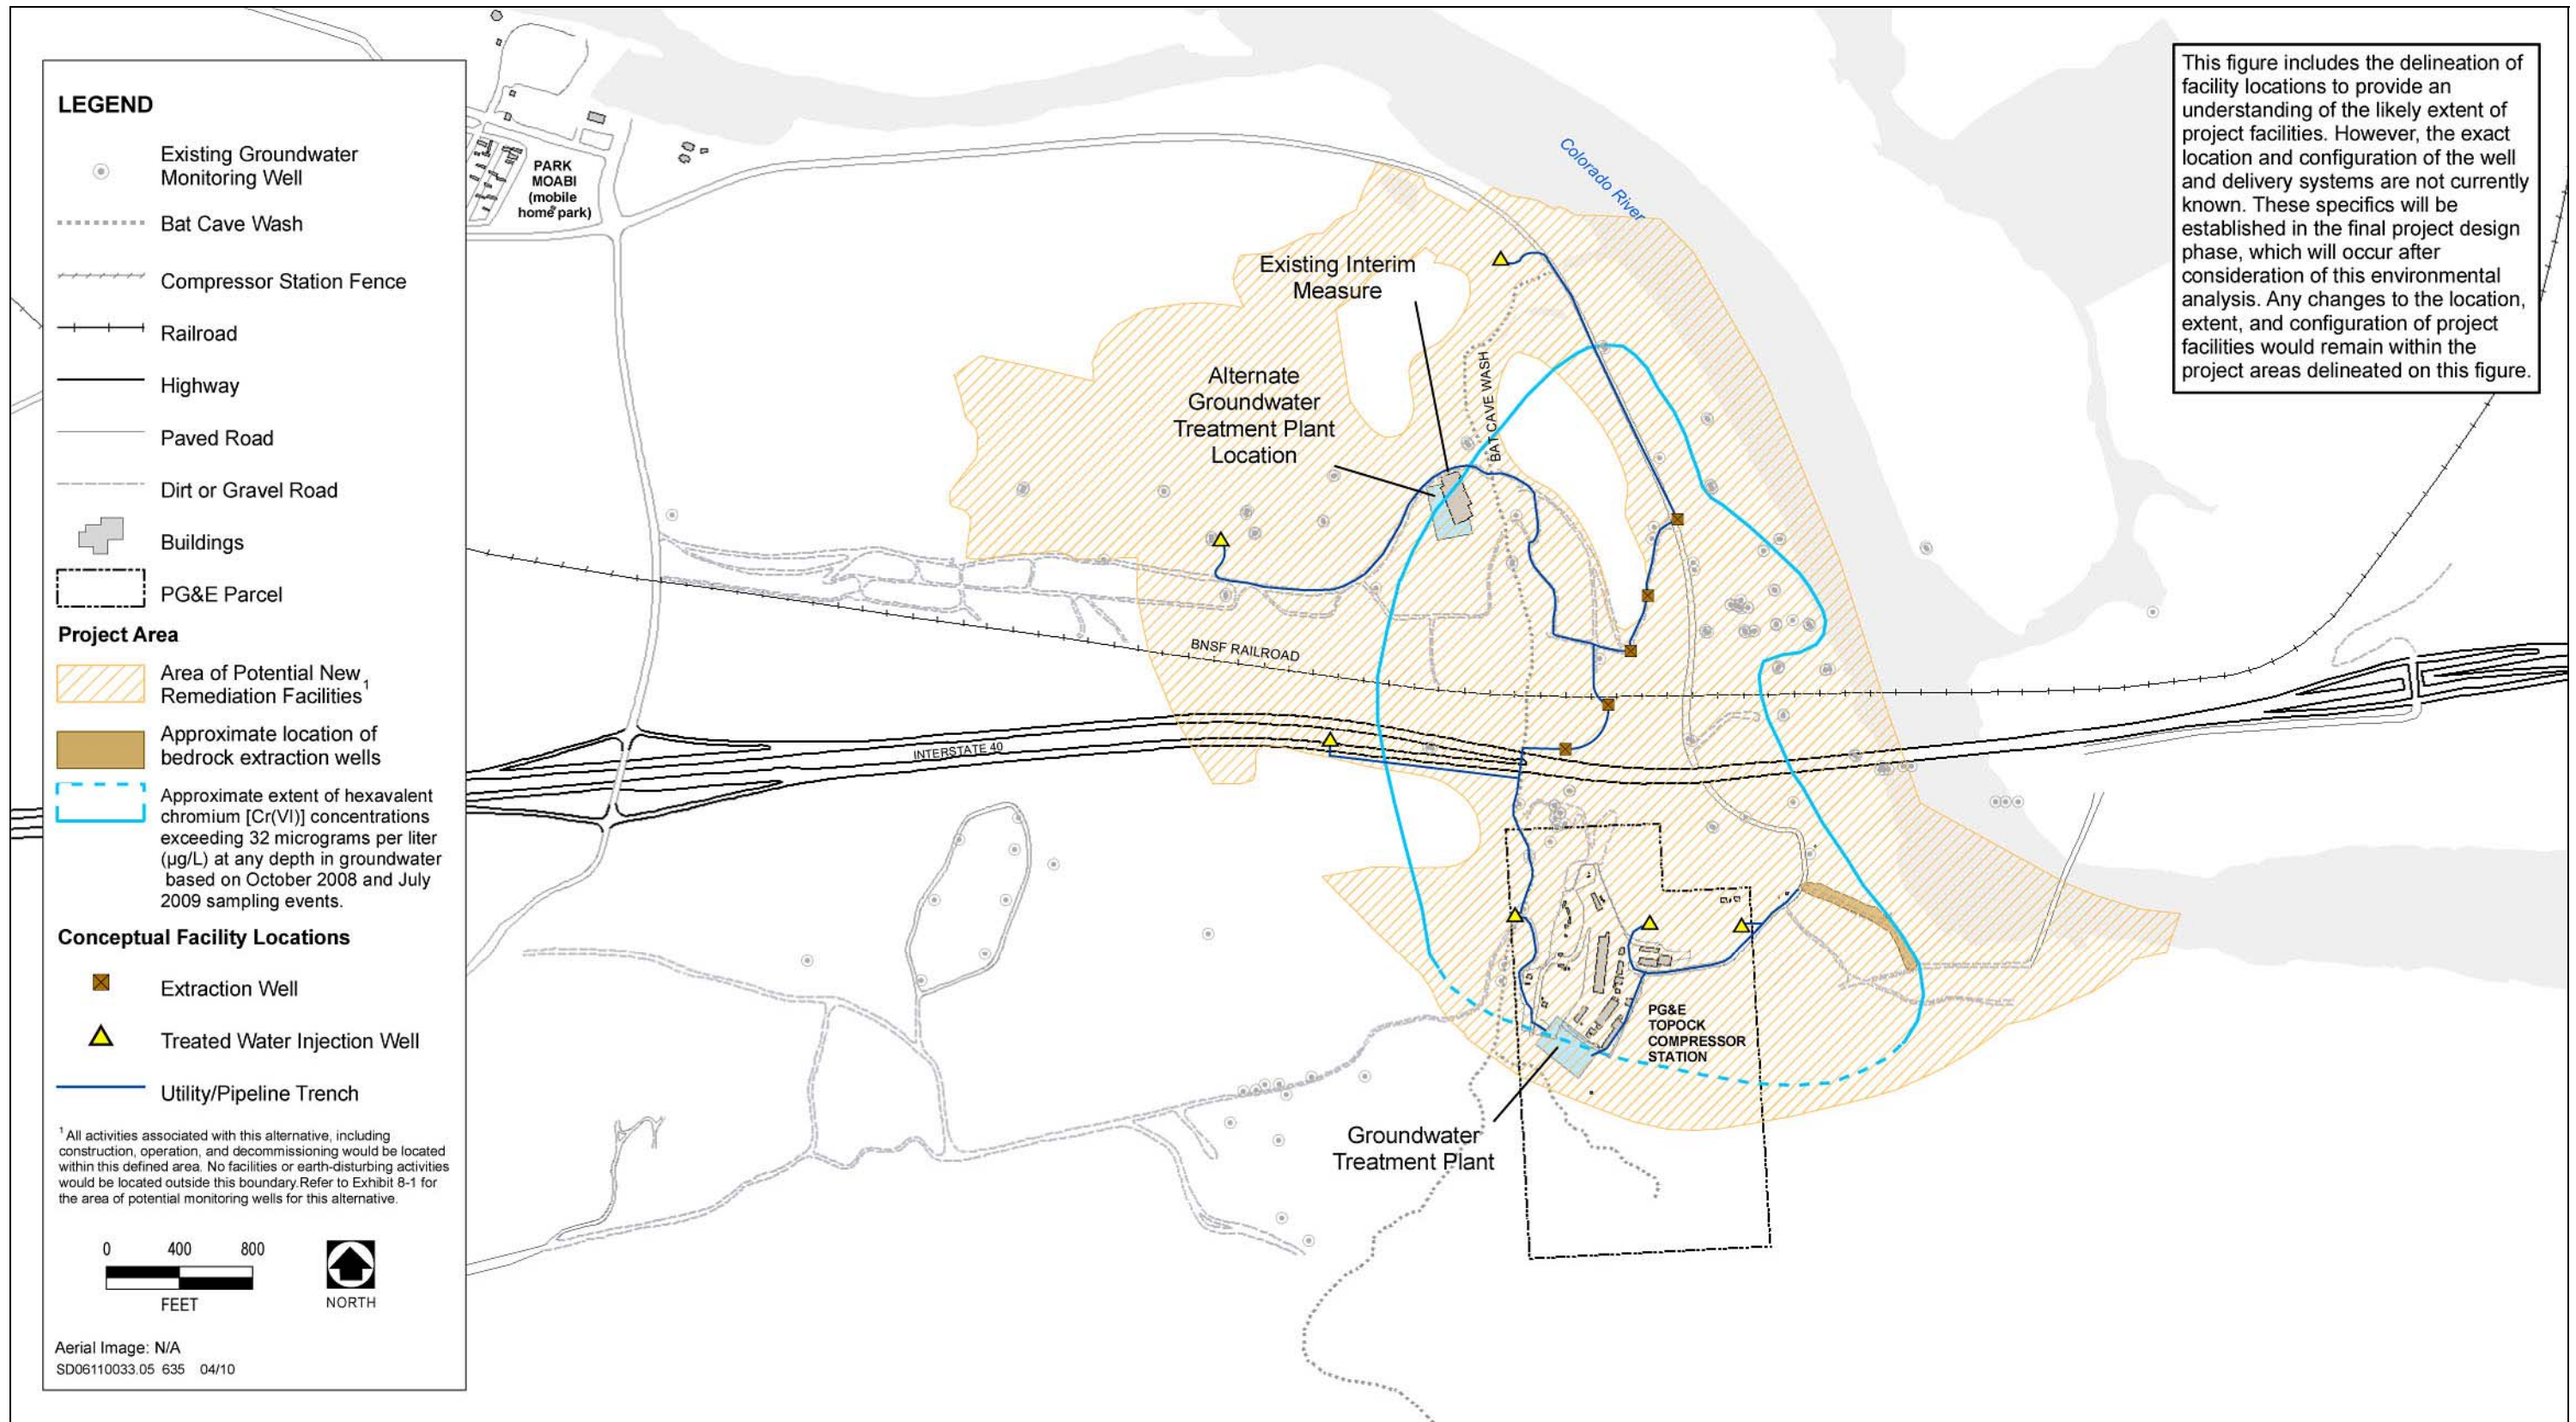 LEGEND
Existing Groundwater
Monitoring Well
Bat Cave Wash
Compressor Station Fence
Railroad
Highway
Paved Road
Dirt or Gravel Road
Buildings
PG&E Parcel
Project Area
Area of Potential New
Remediation Facilities1
Approximate location of
bedrock extraction wells
Approximate extent of hexavalent
chromium [Cr(VI)] concentrations
exceeding 32 micrograms per liter
(µg/L) at any depth in groundwater
based on October 2008 and July
2009 sampling events.
Conceptual Facility Locations
Extraction Well
Treated Water Injection Well
Utility/Pipeline Trench
1 All activities associated with this alternative, including
construction, operation, and decommissioning would be located
within this defined area. No facilities or earth-disturbing activities
would be located outside this boundary.Refer to Exhibit 8-1 for
the area of potential monitoring wells for this alternative.
0 400 800
FEET
NORTH
Aerial Image: N/A
SD06110033.05 635 04/10
PARK
MOABI
(mobile
home park)
Colorado River
Existing Interim
Measure
Alternate
Groundwater
Treatment Plant
Location
BAT CAVE WASH
BNSF RAILROAD
INTERSTATE 40
PG&E
TOPOCK
COMPRESSOR
STATION
Groundwater
Treatment Plant
This figure includes the delineation of
facility locations to provide an
understanding of the likely extent of
project facilities. However, the exact
location and configuration of the well
and delivery systems are not currently
known. These specifics will be
established in the final project design
phase, which will occur after
consideration of this environmental
analysis. Any changes to the location,
extent, and configuration of project
facilities would remain within the
project areas delineated on this figure.